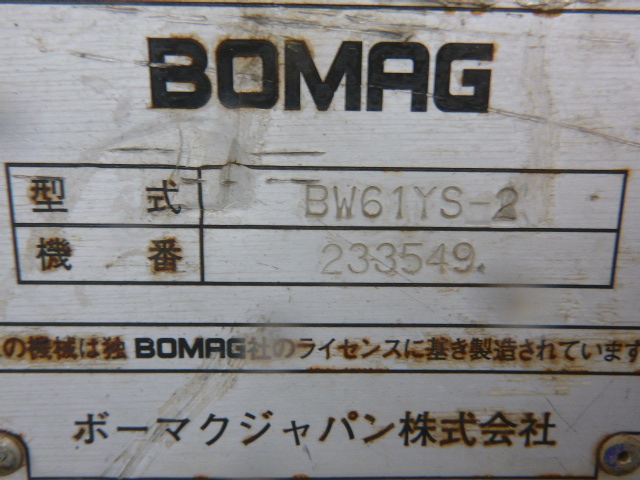 BOMAG
型式 BW61YS-2
機番 233549.
の機械は独BOMAG社のライセンスに基き製造されています
ボーマクジャパン株式会社